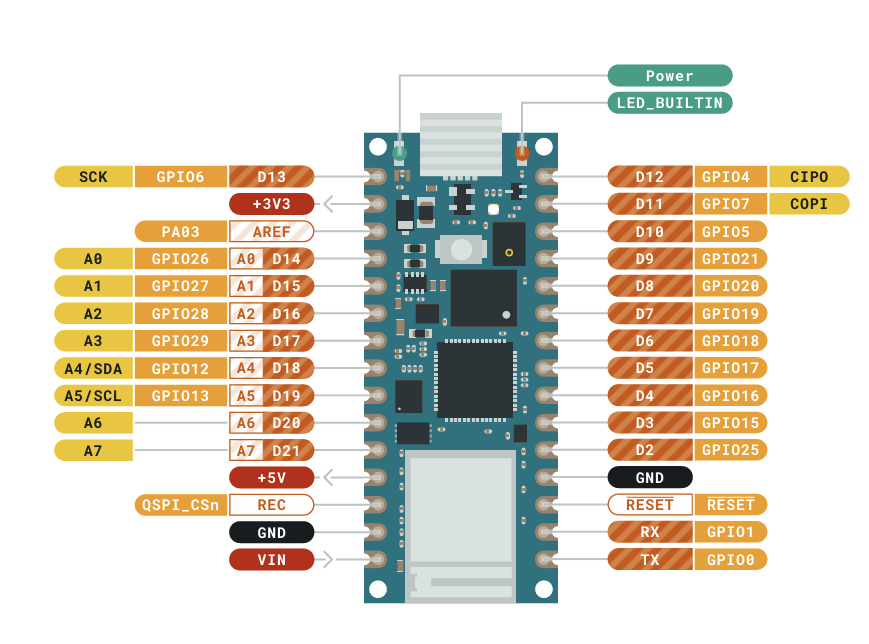 Power
LED_BUILTIN
SCK GPIO6 D13
+3V3
PA03 AREF
A0 GPIO26 A0 D14
A1 GPIO27 A1 D15
A2 GPIO28 A2 D16
A3 GPIO29 A3 D17
A4/SDA GPIO12 A4 D18
A5/SCL GPIO13 A5 D19
A6 A6 D20
A7 A7 D21
+5V
QSPI_CSn REC
GND
VIN
D12 GPIO4 CIPO
D11 GPIO7 COPI
D10 GPIO5
D9 GPIO21
D8 GPIO20
D7 GPIO19
D6 GPIO18
D5 GPIO17
D4 GPIO16
D3 GPIO15
D2 GPIO25
GND
RESET RESET
RX GPIO1
TX GPIO0